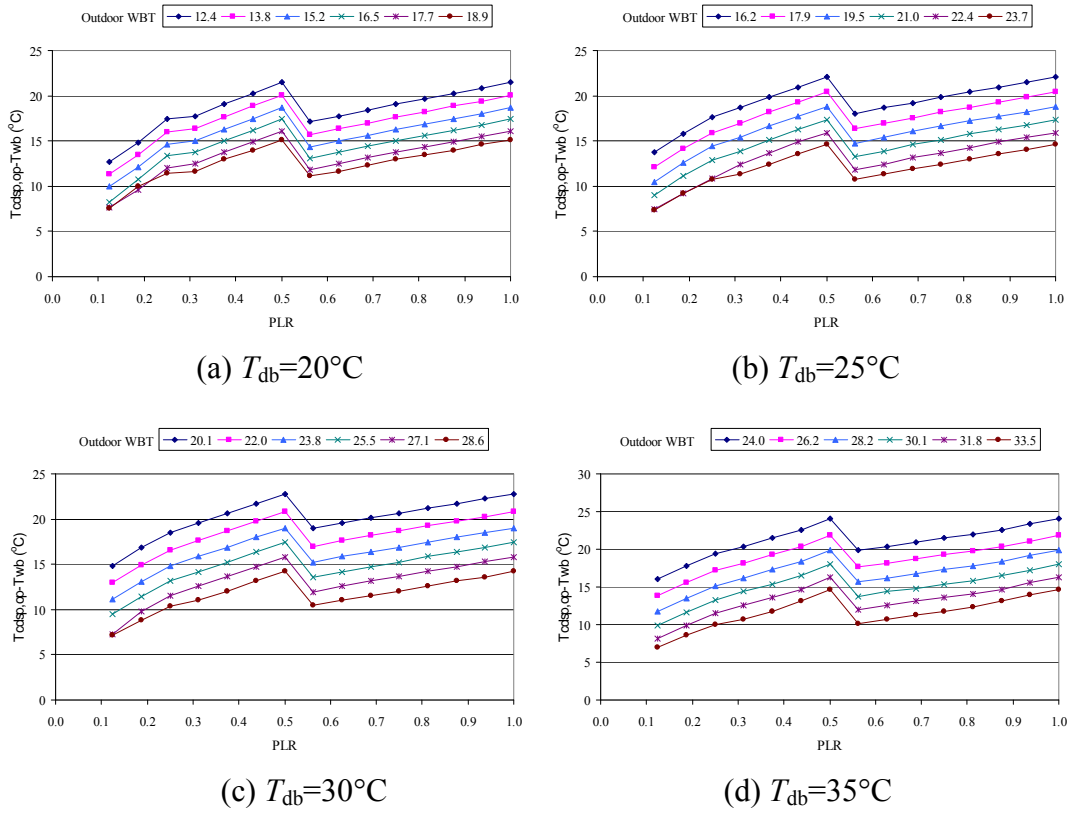 Outdoor WBT 12.4 13.8 15.2 16.5 17.7 18.9
25
20
15
10
5
0
Tcdsp,op-Twb (°C)
0.0 0.1 0.2 0.3 0.4 0.5 0.6 0.7 0.8 0.9 1.0
PLR
(a) Tdb=20°C
Outdoor WBT 16.2 17.9 19.5 21.0 22.4 23.7
25
20
15
10
5
0
Tcdsp,op-Twb (°C)
0.0 0.1 0.2 0.3 0.4 0.5 0.6 0.7 0.8 0.9 1.0
PLR
(b) Tdb=25°C
Outdoor WBT 20.1 22.0 23.8 25.5 27.1 28.6
25
20
15
10
5
0
Tcdsp,op-Twb (°C)
0.0 0.1 0.2 0.3 0.4 0.5 0.6 0.7 0.8 0.9 1.0
PLR
(c) Tdb=30°C
Outdoor WBT 24.0 26.2 28.2 30.1 31.8 33.5
30
25
20
15
10
5
0
Tcdsp,op-Twb (°C)
0.0 0.1 0.2 0.3 0.4 0.5 0.6 0.7 0.8 0.9 1.0
PLR
(d) Tdb=35°C